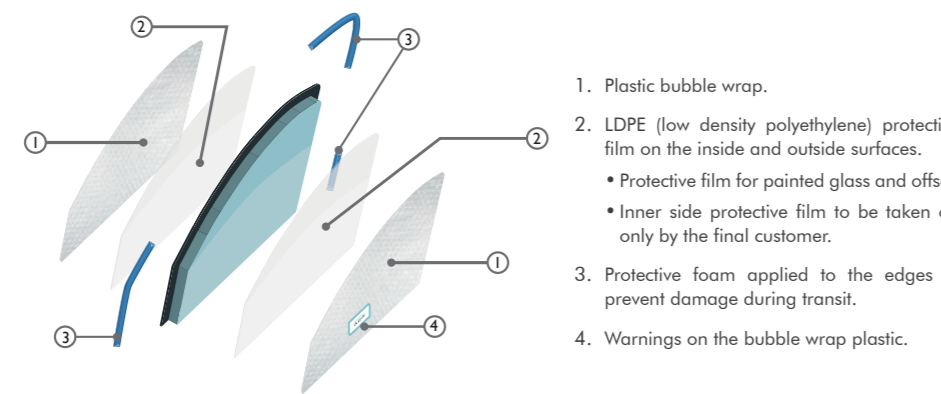 2
3
1
2
1
3
4
1. Plastic bubble wrap.
2. LDPE (low density polyethylene)
film on the inside and outside surfaces.
• Protective film for painted glass and
• Inner side protective film to be taken
only by the final customer.
3. Protective foam applied to the edges
prevent damage during transit.
4. Warnings on the bubble wrap plastic.